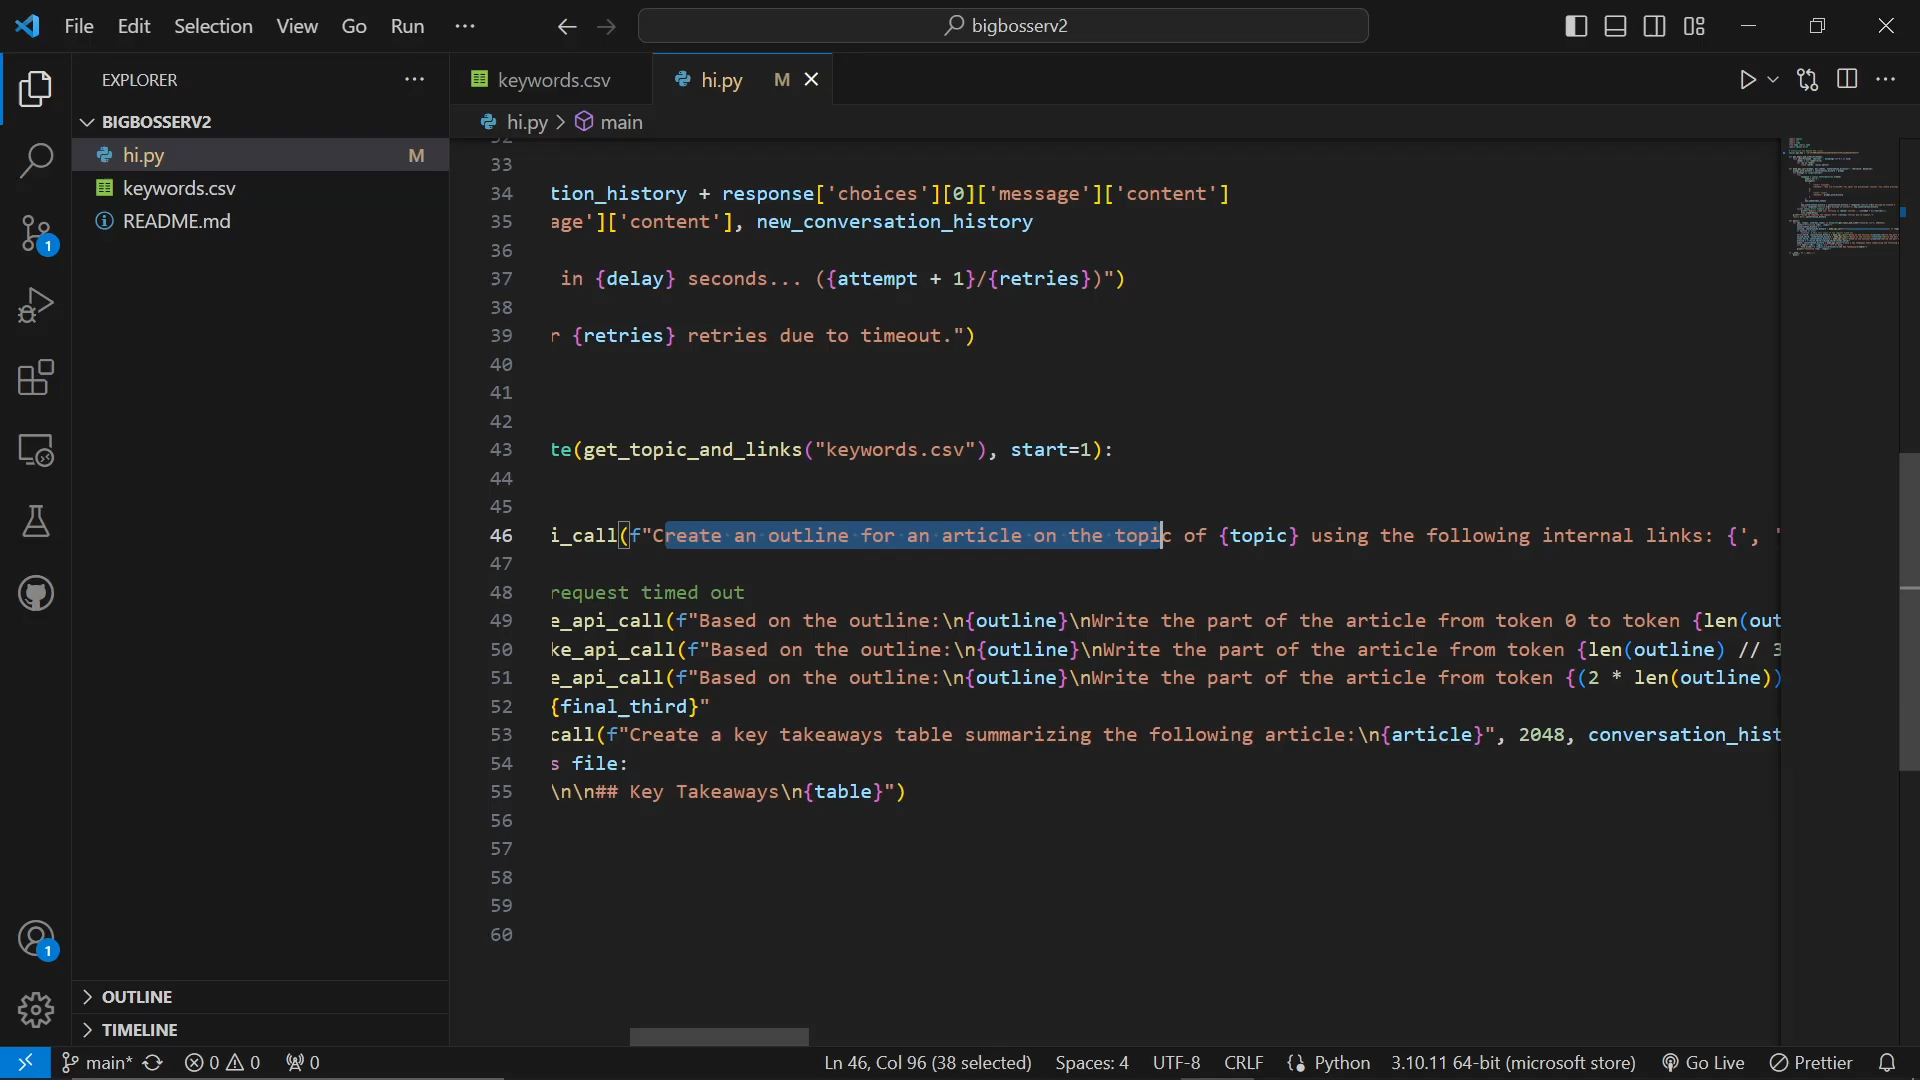 File Edit Selection View Go Run ··· bigbosserv2
EXPLORER ···
BIGBOSSERV2
hi.py M
keywords.csv
README.md
OUTLINE
TIMELINE
keywords.csv hi.py M
hi.py > main
33
34 tion_history + response['choices'][0]['message']['content']
35 age']['content'], new_conversation_history
36
37 in {delay} seconds... ({attempt + 1}/{retries})")
38
39 r {retries} retries due to timeout.")
40
41
42
43 te(get_topic_and_links("keywords.csv"), start=1):
44
45
46 i_call(f"Create an outline for an article on the topic of {topic} using the following internal links: {', '
47
48 request timed out
49 e_api_call(f"Based on the outline:\n{outline}\nWrite the part of the article from token 0 to token {len(out
50 ke_api_call(f"Based on the outline:\n{outline}\nWrite the part of the article from token {len(outline) // 3
51 e_api_call(f"Based on the outline:\n{outline}\nWrite the part of the article from token {(2 * len(outline))
52 {final_third}"
53 call(f"Create a key takeaways table summarizing the following article:\n{article}", 2048, conversation_hist
54 s file:
55 \n\n## Key Takeaways\n{table}")
56
57
58
59
60
1
1
main* 0 0 0 Ln 46, Col 96 (38 selected) Spaces: 4 UTF-8 CRLF Python 3.10.11 64-bit (microsoft store) Go Live Prettier